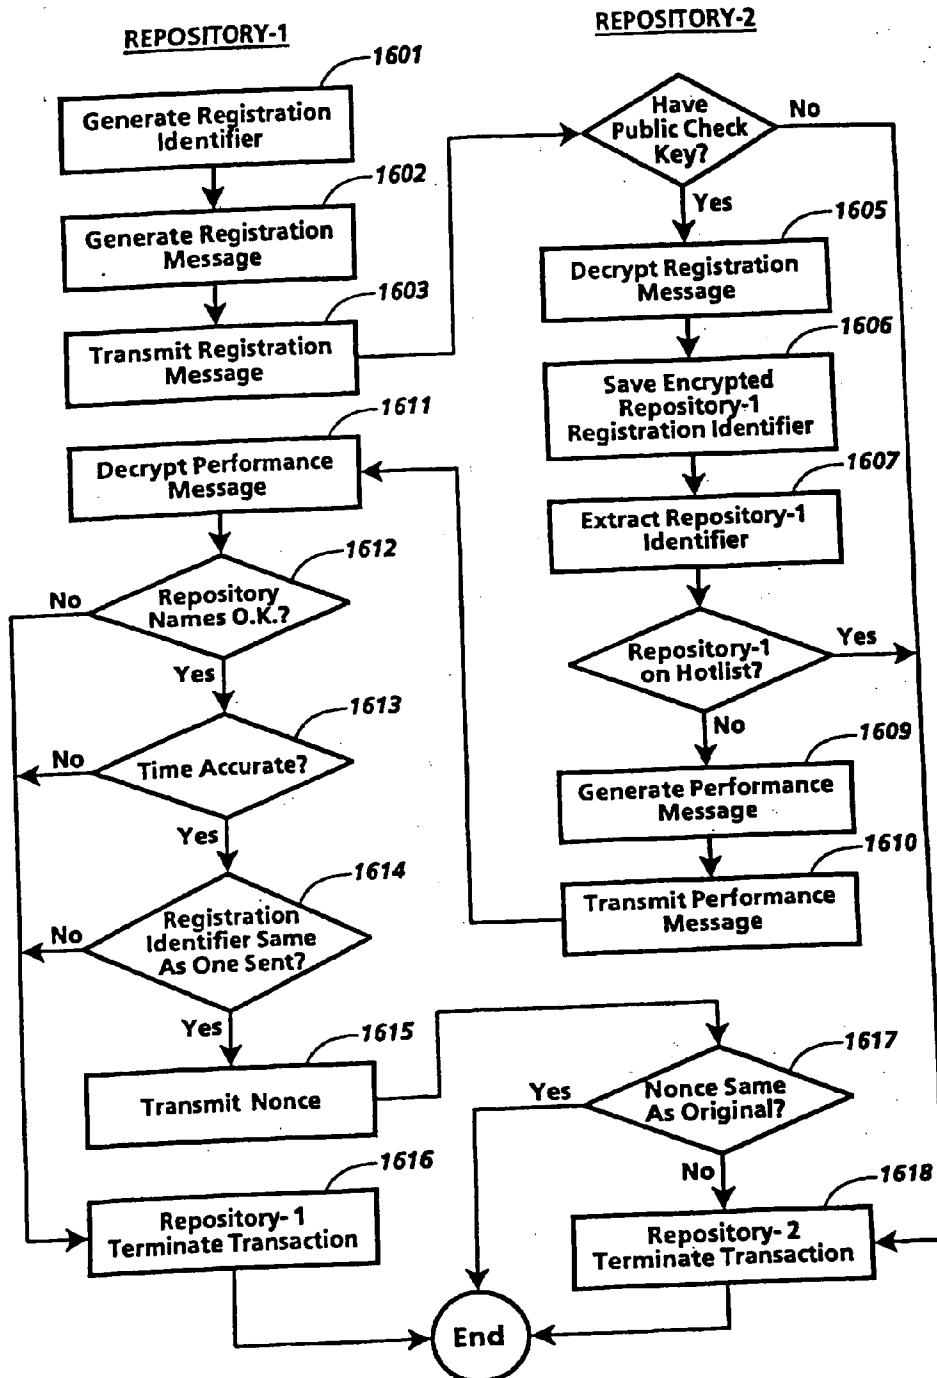 REPOSITORY-1
1601
Generate Registration
Identifier
1602
Generate Registration
Message
1603
Transmit Registration
Message
1611
Decrypt Performance
Message
1612
Repository
Names O.K.?
No
Yes
1613
Time Accurate?
No
Yes
1614
Registration
Identifier Same
As One Sent?
No
Yes
1615
Transmit Nonce
1616
Repository-1
Terminate Transaction
REPOSITORY-2
Have
Public Check
Key?
No
Yes
1605
Decrypt Registration
Message
1606
Save Encrypted
Repository-1
Registration Identifier
1607
Extract Repository-1
Identifier
Repository-1
on Hotlist?
Yes
No
1609
Generate Performance
Message
1610
Transmit Performance
Message
1617
Nonce Same
As Original?
Yes
No
1618
Repository-2
Terminate Transaction
End